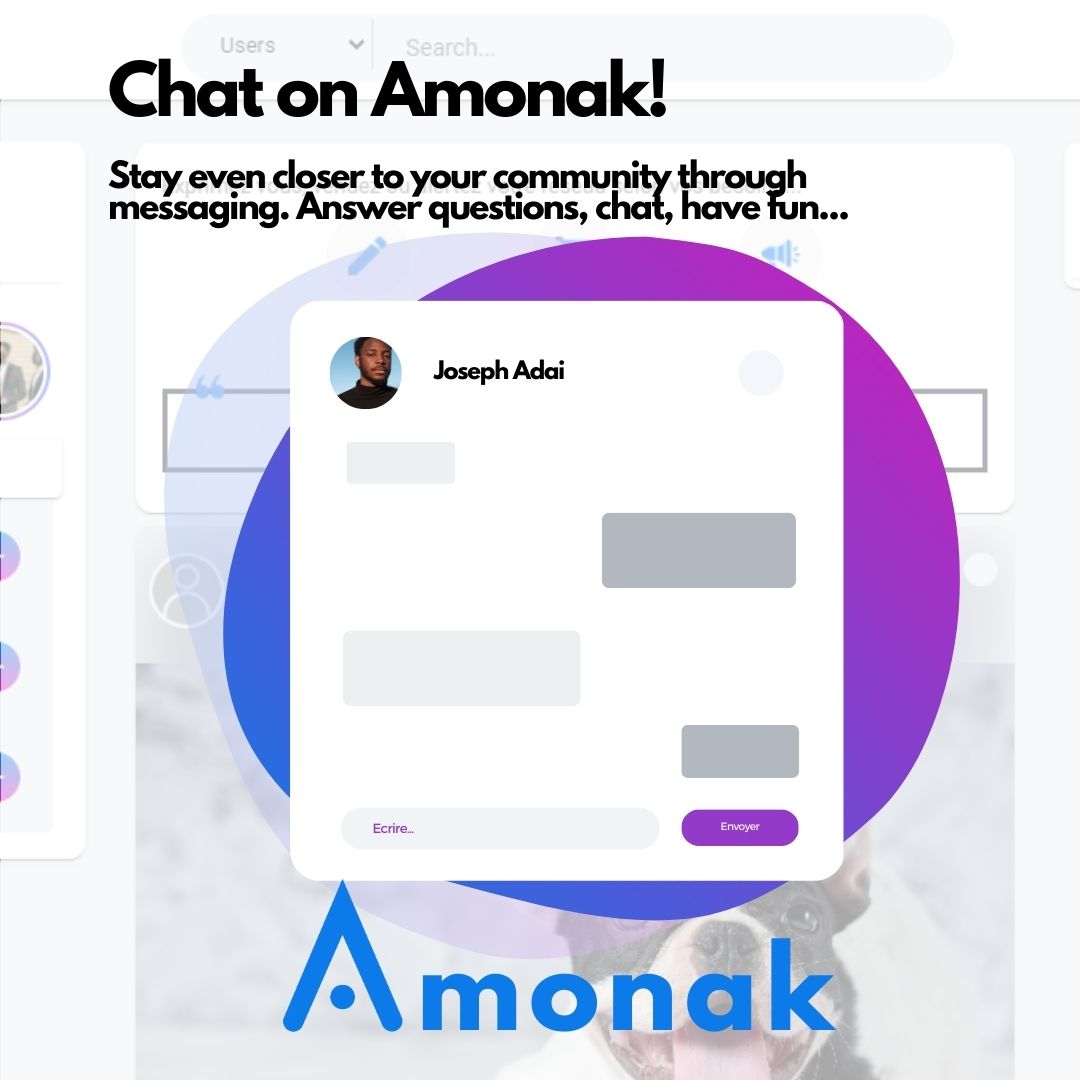 Users
Search...
Chat on Amonak!
Stay even closer to your community through
messaging. Answer questions, chat, have fun...
Joseph Adai
Ecrire...
Envoyer
Amonak